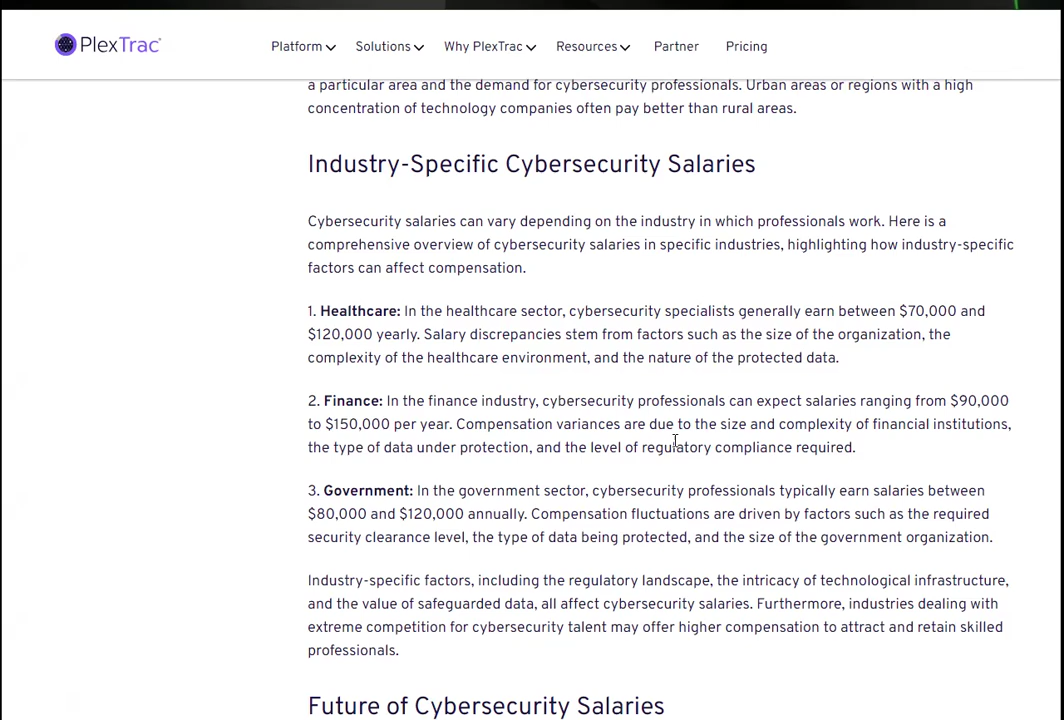 PlexTrac
Platform Solutions Why PlexTrac Resources Partner Pricing
a particular area and the demand for cybersecurity professionals. Urban areas or regions with a high
concentration of technology companies often pay better than rural areas.
Industry-Specific Cybersecurity Salaries
Cybersecurity salaries can vary depending on the industry in which professionals work. Here is a
comprehensive overview of cybersecurity salaries in specific industries, highlighting how industry-specific
factors can affect compensation.
1. Healthcare: In the healthcare sector, cybersecurity specialists generally earn between $70,000 and
$120,000 yearly. Salary discrepancies stem from factors such as the size of the organization, the
complexity of the healthcare environment, and the nature of the protected data.
2. Finance: In the finance industry, cybersecurity professionals can expect salaries ranging from $90,000
to $150,000 per year. Compensation variances are due to the size and complexity of financial institutions,
the type of data under protection, and the level of regulatory compliance required.
3. Government: In the government sector, cybersecurity professionals typically earn salaries between
$80,000 and $120,000 annually. Compensation fluctuations are driven by factors such as the required
security clearance level, the type of data being protected, and the size of the government organization.
Industry-specific factors, including the regulatory landscape, the intricacy of technological infrastructure,
and the value of safeguarded data, all affect cybersecurity salaries. Furthermore, industries dealing with
extreme competition for cybersecurity talent may offer higher compensation to attract and retain skilled
professionals.
Future of Cybersecurity Salaries